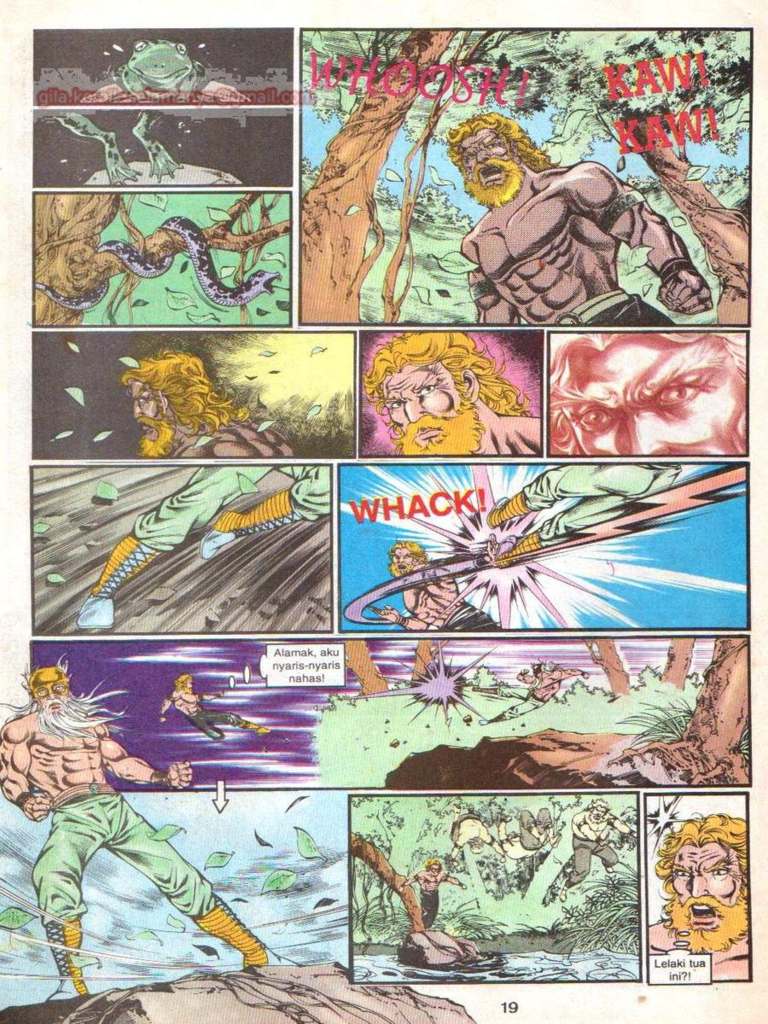 WHOOSH!
KAW!
KAW!
WHACK!
Alamak, aku
nyaris-nyaris
nahas!
Lelaki tua
ini?!
19